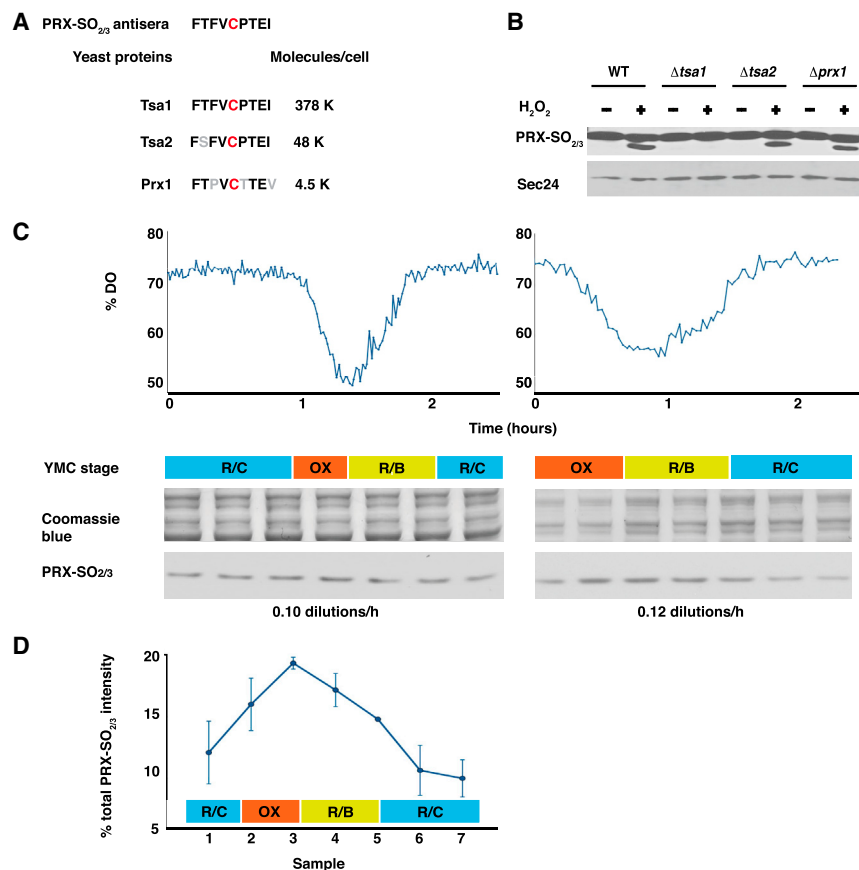 A
PRX-SO2/3 antisera FTFVCPTEI
Yeast proteins Molecules/cell
Tsa1 FTFVCPTEI 378 K
Tsa2 FSFVCPTEI 48 K
Prx1 FTPVCTTEV 4.5 K
B
WT Δtsa1 Δtsa2 Δprx1
H2O2 - + - + - + - +
PRX-SO2/3
Sec24
C
% DO
80
70
60
50
0 1 2
80
70
60
50
0 1 2
Time (hours)
YMC stage R/C OX R/B R/C OX R/B R/C
Coomassie
blue
PRX-SO2/3
0.10 dilutions/h 0.12 dilutions/h
D
% total PRX-SO2/3 intensity
20
15
10
5
R/C OX R/B R/C
1 2 3 4 5 6 7
Sample